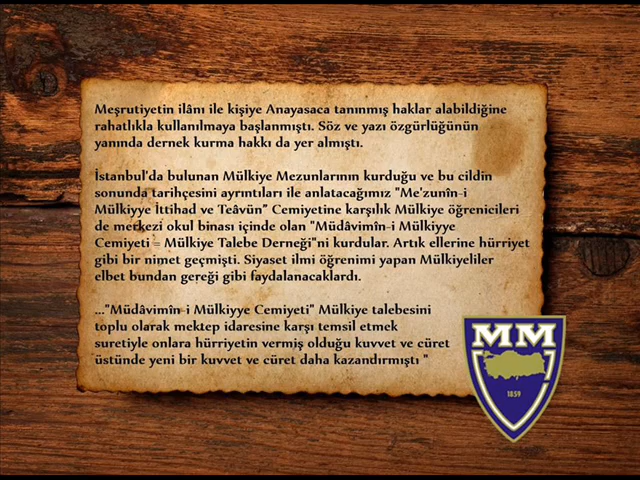 Meşrutiyetin ilânı ile kişiye Anayasaca tanınmış haklar alabildiğine
rahatlıkla kullanılmaya başlanmıştı. Söz ve yazı özgürlüğünün
yanında dernek kurma hakkı da yer almıştı.
İstanbul'da bulunan Mülkiye Mezunlarının kurduğu ve bu cildin
sonunda tarihçesini ayrıntıları ile anlatacağımız "Me'zunîn-i
Mülkiyye İttihad ve Teâvün" Cemiyetine karşılık Mülkiye öğrenicileri
de merkezi okul binası içinde olan "Müdâvimîn-i Mülkiyye
Cemiyeti = Mülkiye Talebe Derneği"ni kurdular. Artık ellerine hürriyet
gibi bir nimet geçmişti. Siyaset ilmi öğrenimi yapan Mülkiyeliler
elbet bundan gereği gibi faydalanacaklardı.
..."Müdâvimîn-i Mülkiyye Cemiyeti" Mülkiye talebesini
toplu olarak mektep idaresine karşı temsil etmek
suretiyle onlara hürriyetin vermiş olduğu kuvvet ve cüret
üstünde yeni bir kuvvet ve cüret daha kazandırmıştı "
MM
1859